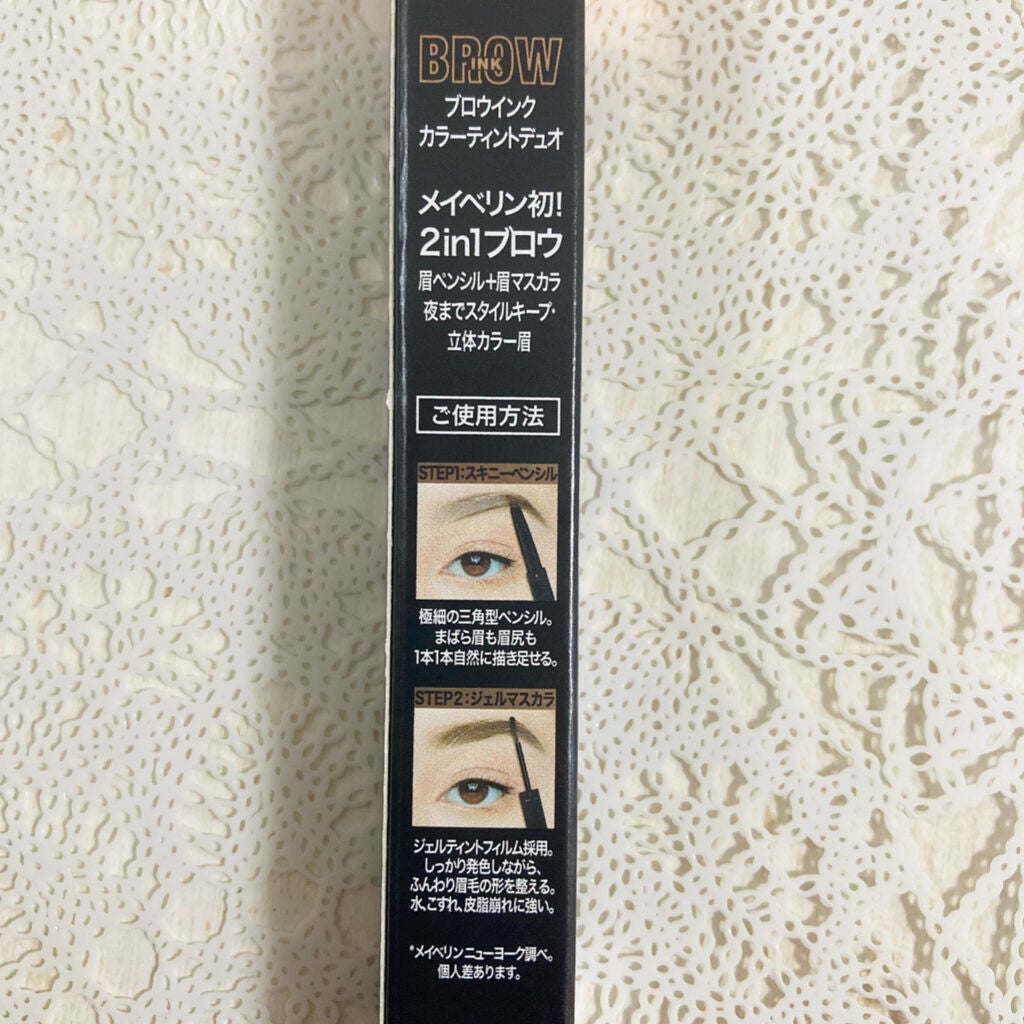 BROW
INK
ブロウインク
カラーティントデュオ
メイベリン初!
2in1ブロウ
眉ペンシル+眉マスカラ
夜までスタイルキープ・
立体カラー眉
ご使用方法
STEP1:スキニーペンシル
極細の三角型ペンシル。
まばら眉も眉尻も
1本1本自然に描き足せる。
STEP2:ジェルマスカラ
ジェルティントフィルム採用。
しっかり発色しながら、
ふんわり眉毛の形を整える。
水、こすれ、皮脂崩れに強い。
*メイベリン ニューヨーク調べ。
個人差あります。